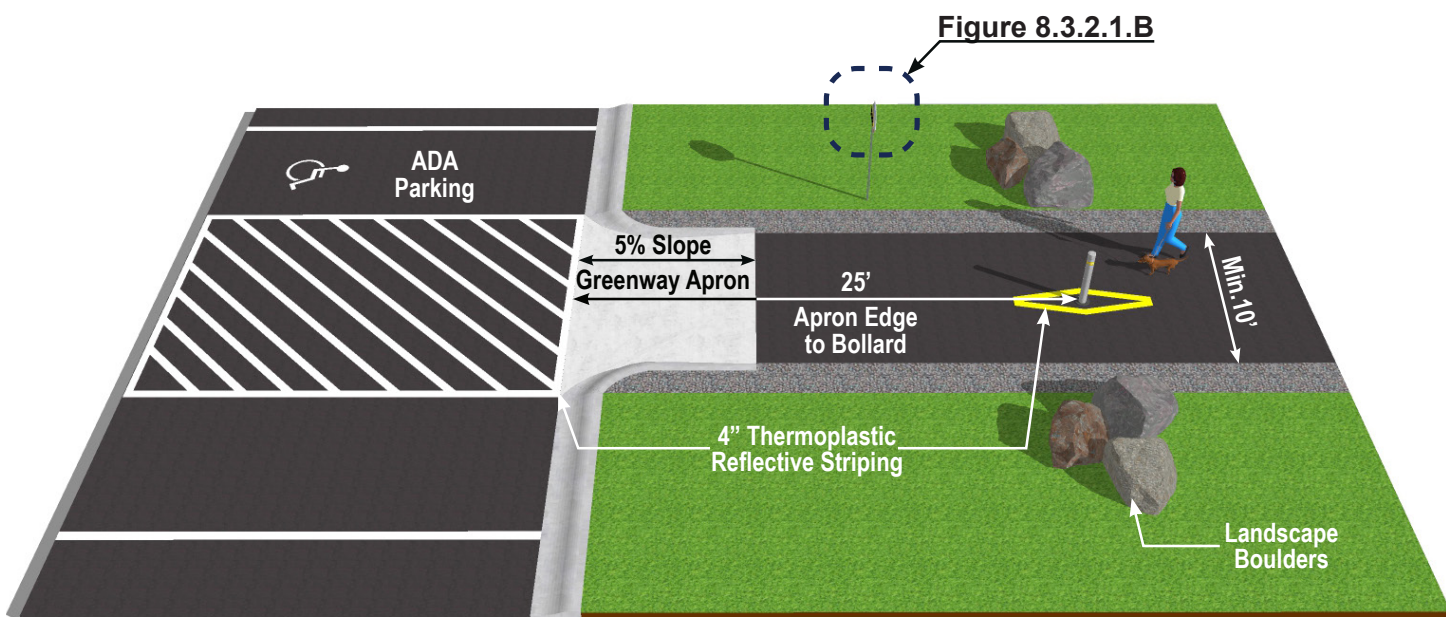 Figure 8.3.2.1.B
ADA
Parking
5% Slope
Greenway Apron
25’
Apron Edge
to Bollard
Min.10’
4” Thermoplastic
Reflective Striping
Landscape
Boulders